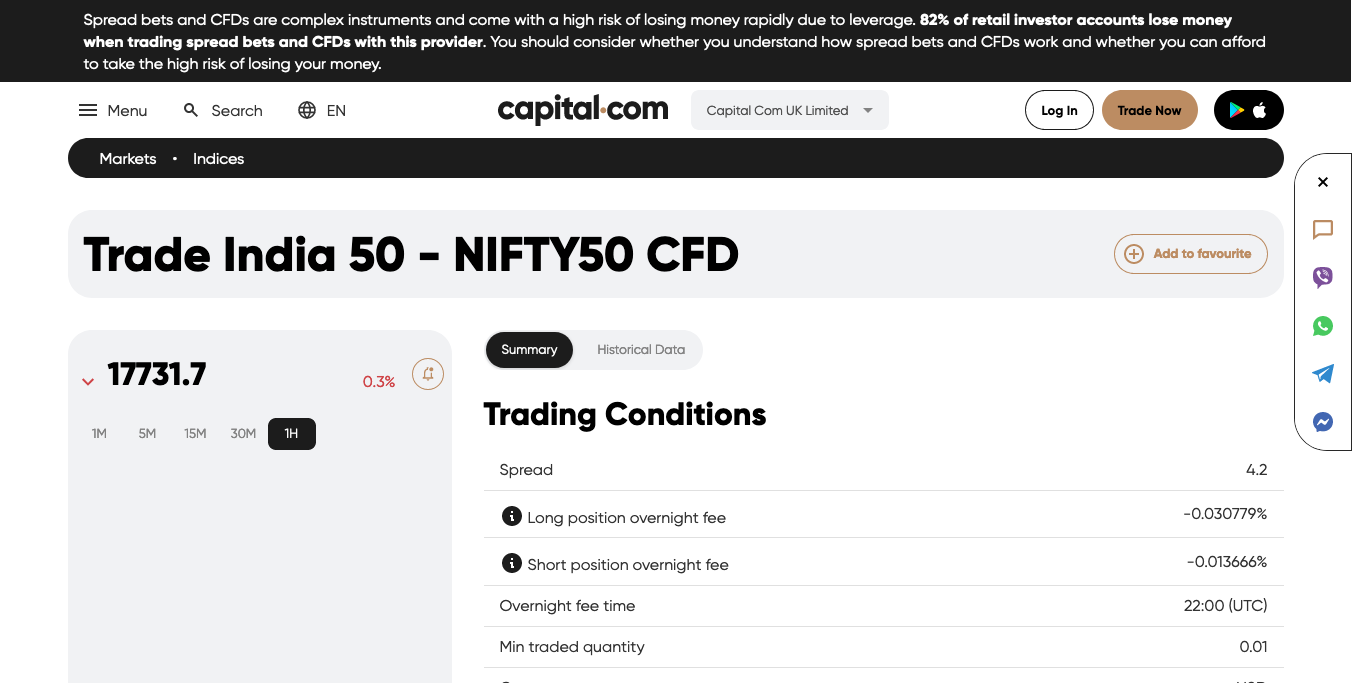 Spread bets and CFDs are complex instruments and come with a high risk of losing money rapidly due to leverage. 82% of retail investor accounts lose money
when trading spread bets and CFDs with this provider. You should consider whether you understand how spread bets and CFDs work and whether you can afford
to take the high risk of losing your money.
Menu Search EN capital.com Capital Com UK Limited Log In Trade Now
Markets • Indices
Trade India 50 - NIFTY50 CFD Add to favourite
17731.7 0.3%
1M 5M 15M 30M 1H
Summary Historical Data
Trading Conditions
Spread 4.2
Long position overnight fee -0.030779%
Short position overnight fee -0.013666%
Overnight fee time 22:00 (UTC)
Min traded quantity 0.01